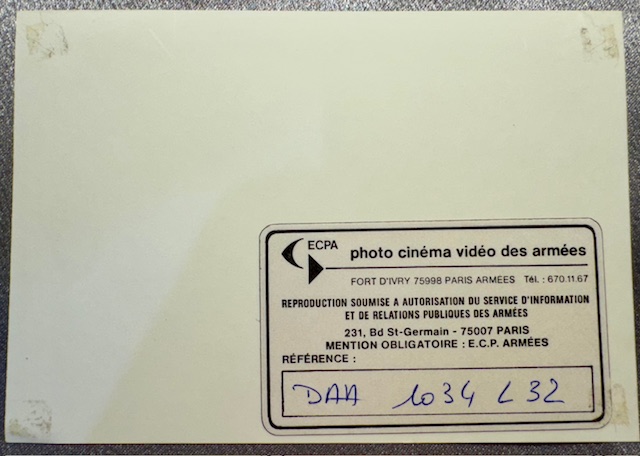 ECPA
photo cinéma vidéo des armées
FORT D'IVRY 75998 PARIS ARMÉES Tél. : 670.11.67
REPRODUCTION SOUMISE A AUTORISATION DU SERVICE D'INFORMATION
ET DE RELATIONS PUBLIQUES DES ARMÉES
231, Bd St-Germain - 75007 PARIS
MENTION OBLIGATOIRE : E.C.P. ARMÉES
RÉFÉRENCE :
DAA 1034 L 32